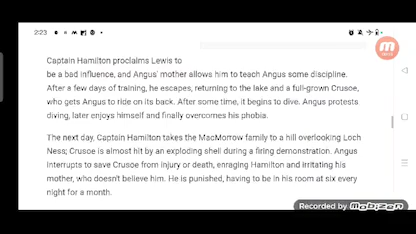 2:23
Captain Hamilton proclaims Lewis to
be a bad influence, and Angus' mother allows him to teach Angus some discipline.
After a few days of training, he escapes, returning to the lake and a full-grown Crusoe,
who gets Angus to ride on its back. After some time, it begins to dive. Angus protests
diving, later enjoys himself and finally overcomes his phobia.
The next day, Captain Hamilton takes the MacMorrow family to a hill overlooking Loch
Ness; Crusoe is almost hit by an exploding shell during a firing demonstration. Angus
interrupts to save Crusoe from injury or death, enraging Hamilton and irritating his
mother, who doesn't believe him. He is punished, having to be in his room at six every
night for a month.
Recorded by mobizen